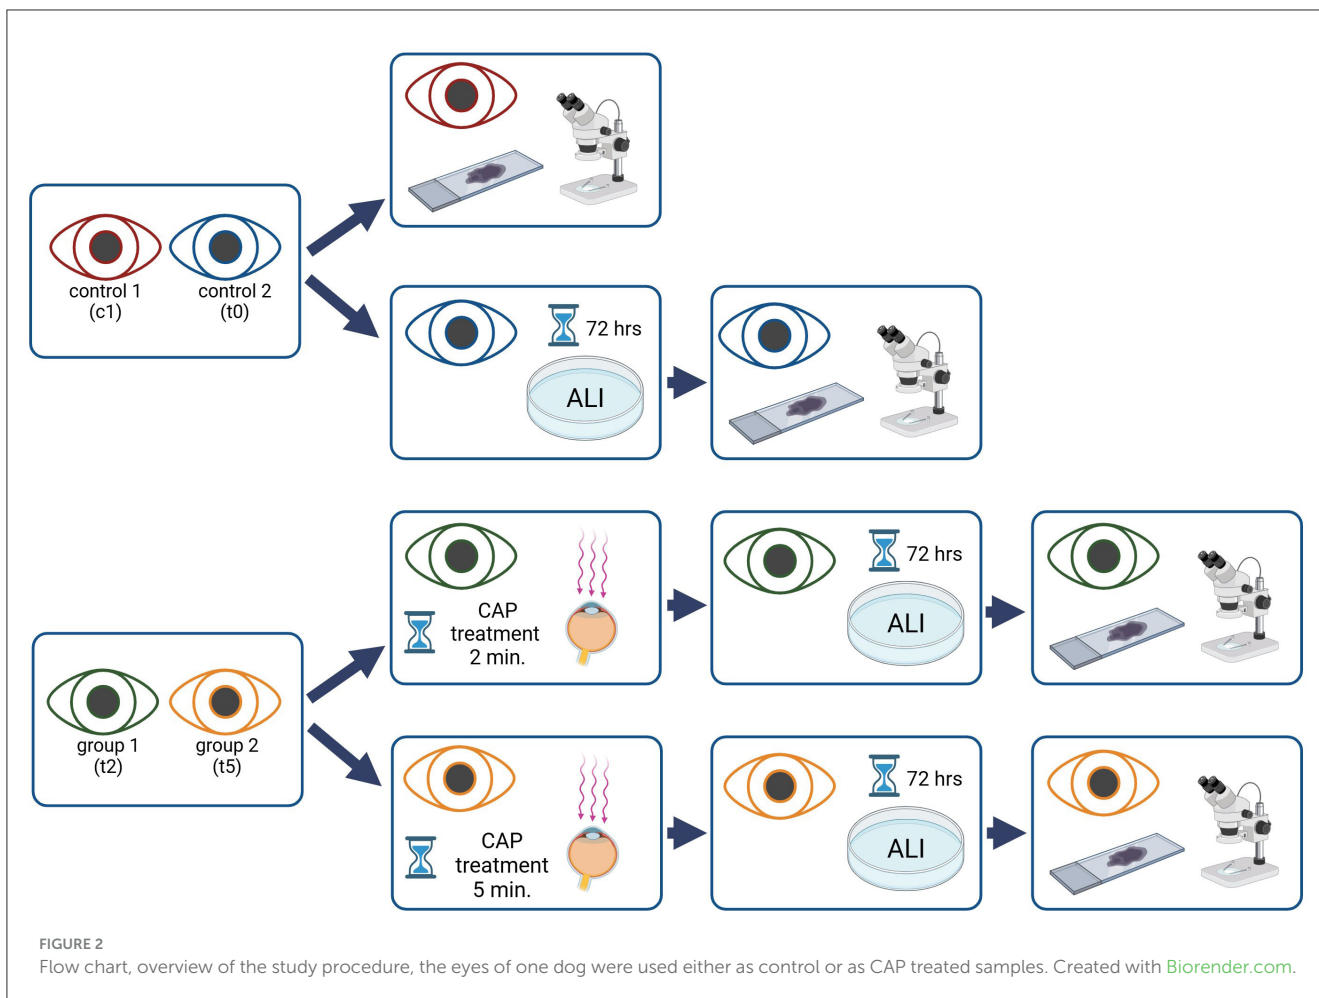 control 1
(c1)
control 2
(t0)
72 hrs
ALI
group 1
(t2)
group 2
(t5)
CAP
treatment
2 min.
72 hrs
ALI
CAP
treatment
5 min.
72 hrs
ALI
FIGURE 2
Flow chart, overview of the study procedure, the eyes of one dog were used either as control or as CAP treated samples. Created with Biorender.com.